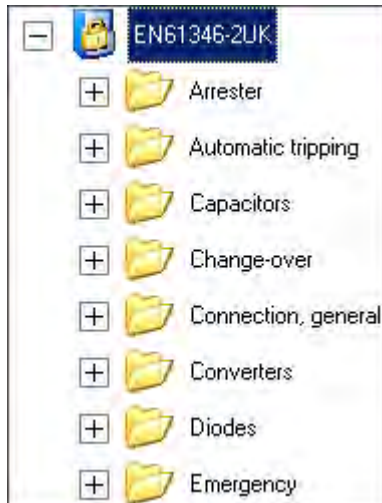 EN61346-2UK
Arrester
Automatic tripping
Capacitors
Change-over
Connection, general
Converters
Diodes
Emergency